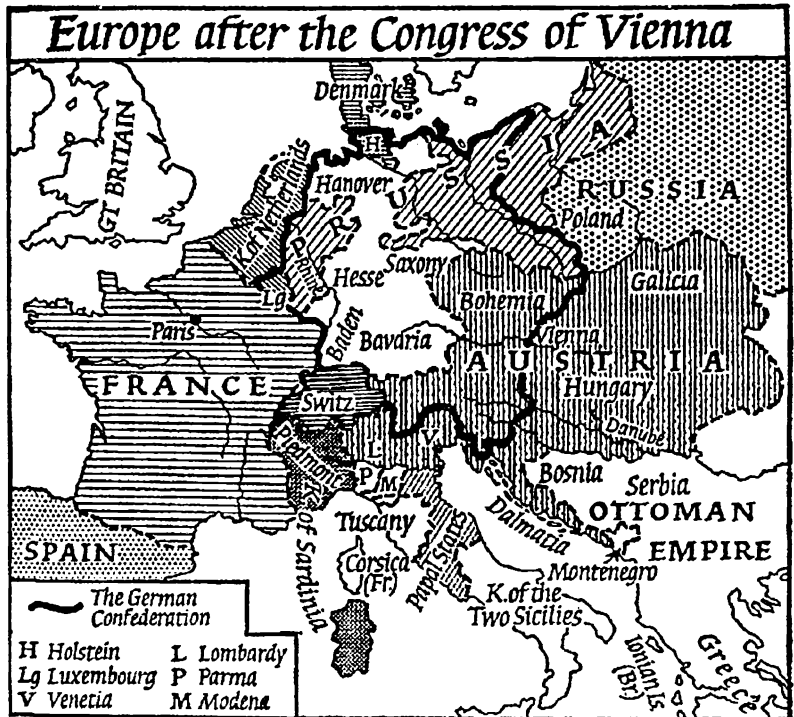 Europe after the Congress of Vienna
Denmark
GT BRITAIN
H
K of Netherlands
Hanover
PRUSSIA
RUSSIA
Poland
Saxony
Hesse
Rhine
Lg
Bohemia
Galicia
Paris
Baden
Bavaria
Vienna
AUSTRIA
FRANCE
Hungary
Switz
Danube
Piedmont
L
V
P
M
Bosnia
Serbia
OTTOMAN
EMPIRE
Dalmatia
SPAIN
Tuscany
K. of Sardinia
Corsica
(Fr.)
Papal States
Montenegro
K. of the
Two Sicilies
Ionian Is.
(Br.)
Greece
The German
Confederation
H Holstein
L Lombardy
Lg Luxembourg
P Parma
V Venetia
M Modena